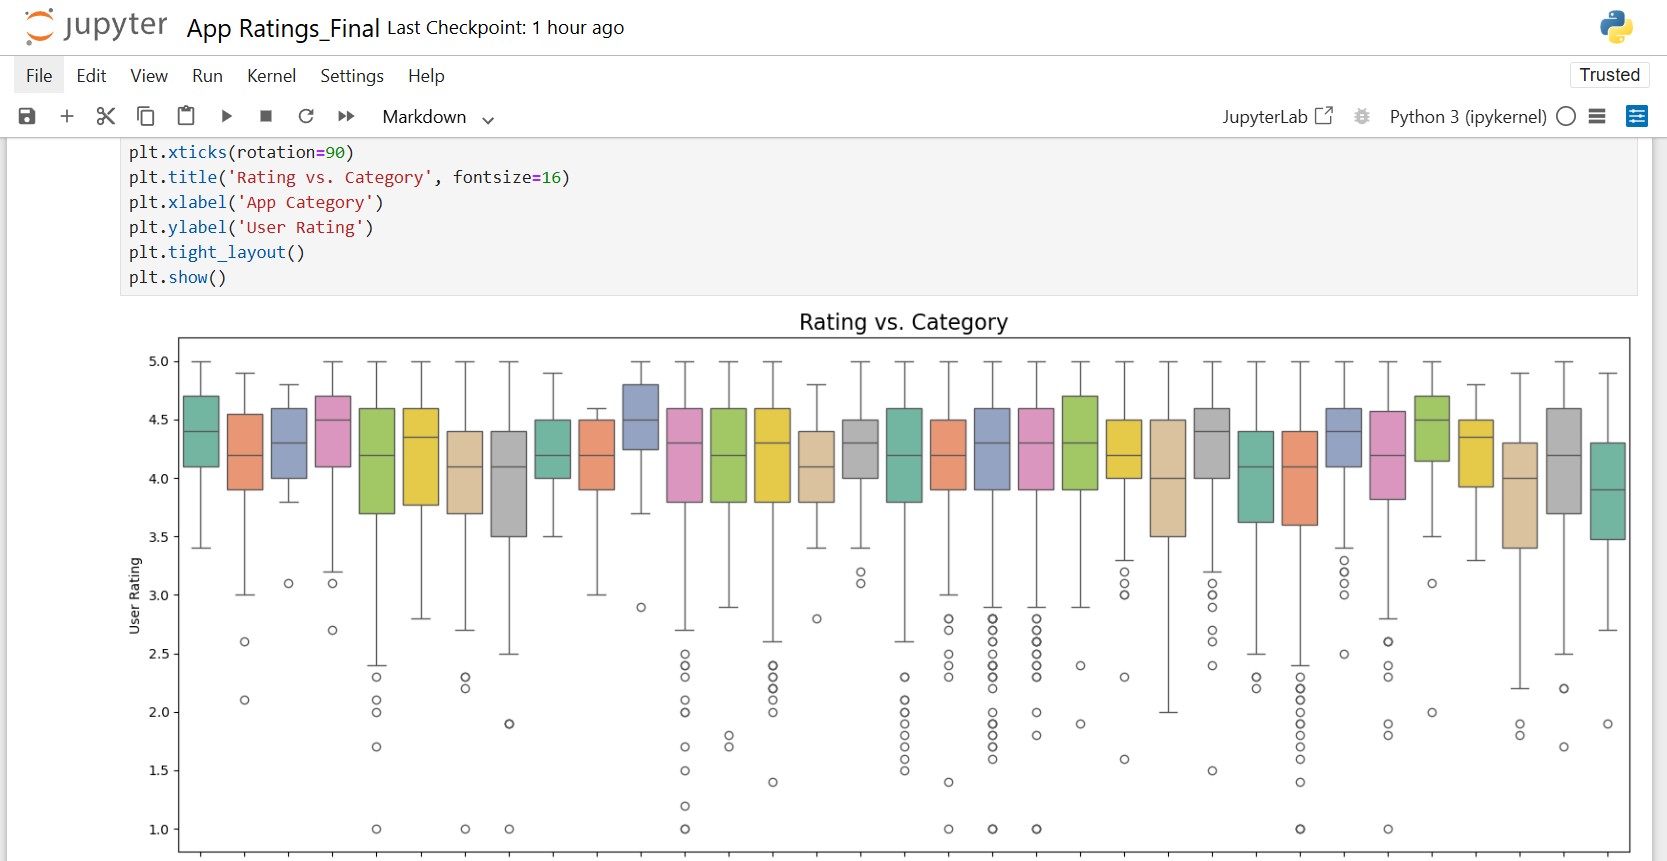 jupyter App Ratings_Final Last Checkpoint: 1 hour ago
File Edit View Run Kernel Settings Help
Trusted
Markdown
JupyterLab
Python 3 (ipykernel)
plt.xticks(rotation=90)
plt.title('Rating vs. Category', fontsize=16)
plt.xlabel('App Category')
plt.ylabel('User Rating')
plt.tight_layout()
plt.show()
Rating vs. Category
5.0
4.5
4.0
3.5
3.0
2.5
2.0
1.5
1.0
User Rating